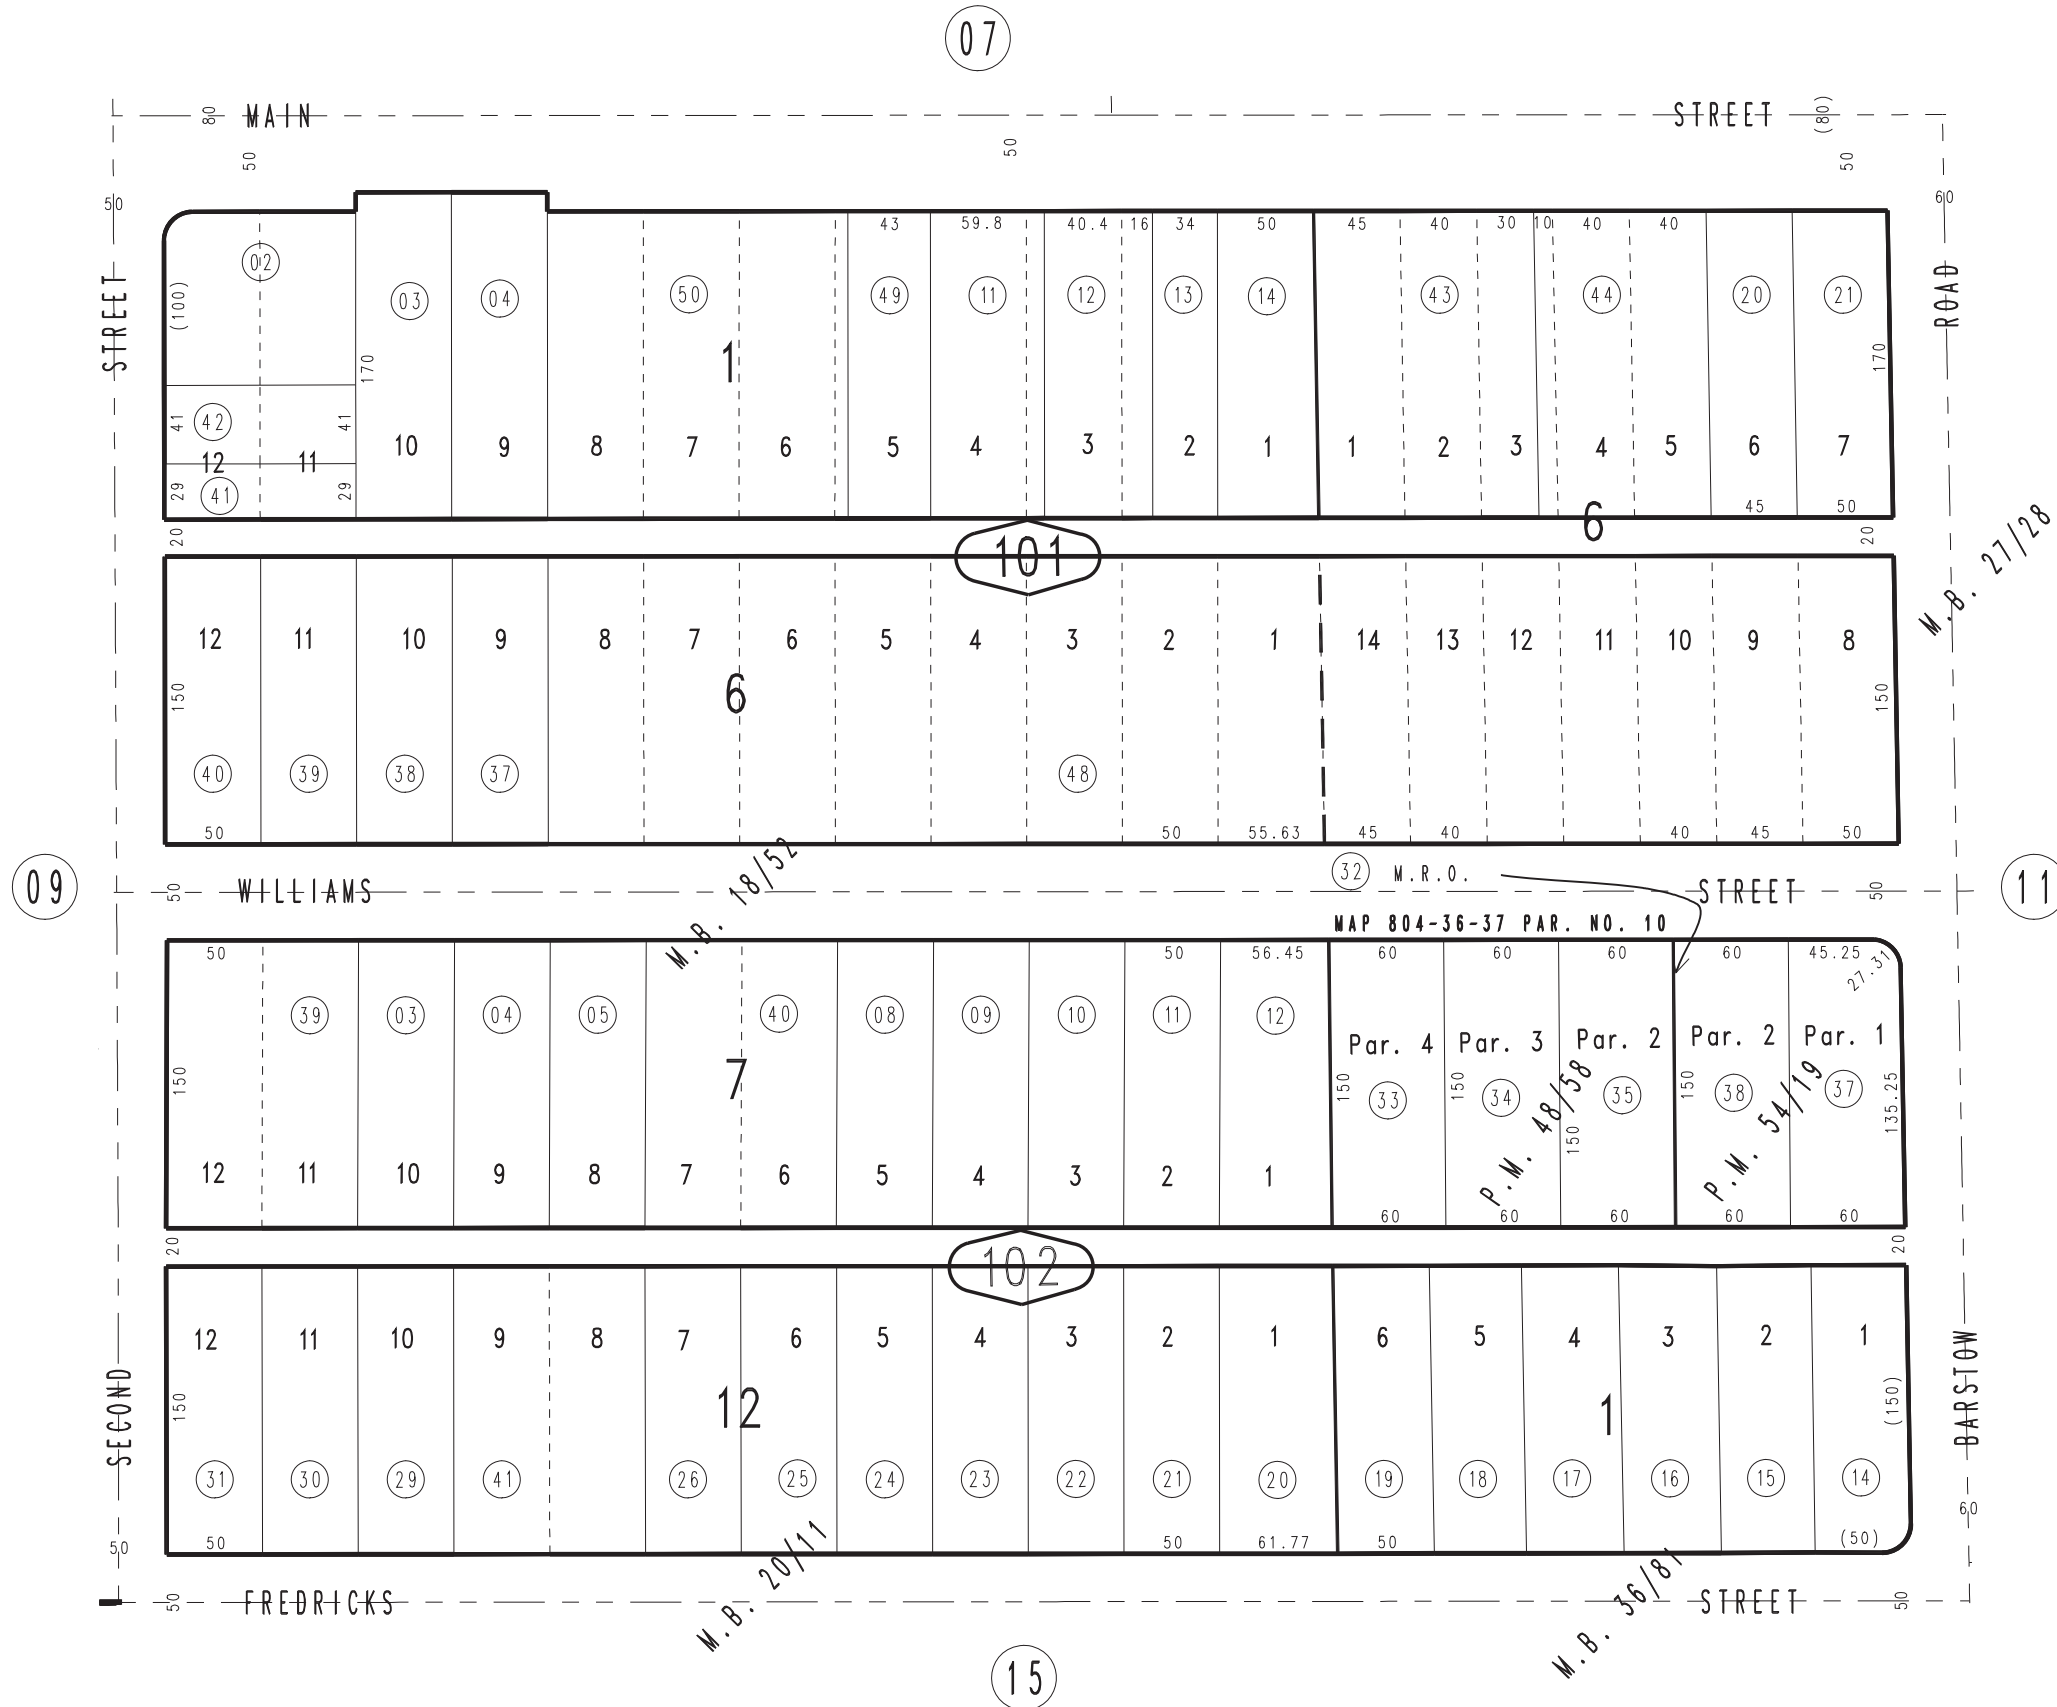 07
MAIN STREET
80 (80)
50 50 50
50 60
43 59.8 40.4 16 34 50 45 40 30 10 40 40
02 03 04 50 49 11 12 13 14 43 44 20 21
STREET
ROAD
(100) 170 1 170
41 42 41
12 11 10 9 8 7 6 5 4 3 2 1 1 2 3 4 5 6 7
29 41 29
45 50
6
20 101 20
M.B. 27/28
12 11 10 9 8 7 6 5 4 3 2 1 14 13 12 11 10 9 8
150 6 150
40 39 38 37 48
50 50 55.63 45 40 40 45 50
M.B. 18/52
32 M.R.O.
09 50 WILLIAMS STREET 50 11
MAP 804-36-37 PAR. NO. 10
50 50 56.45 60 60 60 60 45.25
27.31
39 03 04 05 40 08 09 10 11 12
Par. 4 Par. 3 Par. 2 Par. 2 Par. 1
150 7 150 150 150 150 135.25
33 34 35 38 37
P.M. 48/58
P.M. 54/19
12 11 10 9 8 7 6 5 4 3 2 1
60 60 60 60 60
20 102 20
12 11 10 9 8 7 6 5 4 3 2 1 6 5 4 3 2 1
SECOND
BARSTOW
150 12 1 (150)
31 30 29 41 26 25 24 23 22 21 20 19 18 17 16 15 14
60
50 50 61.77 50 (50)
50
M.B. 20/11
M.B. 36/81
50 FREDRICKS STREET 50
15